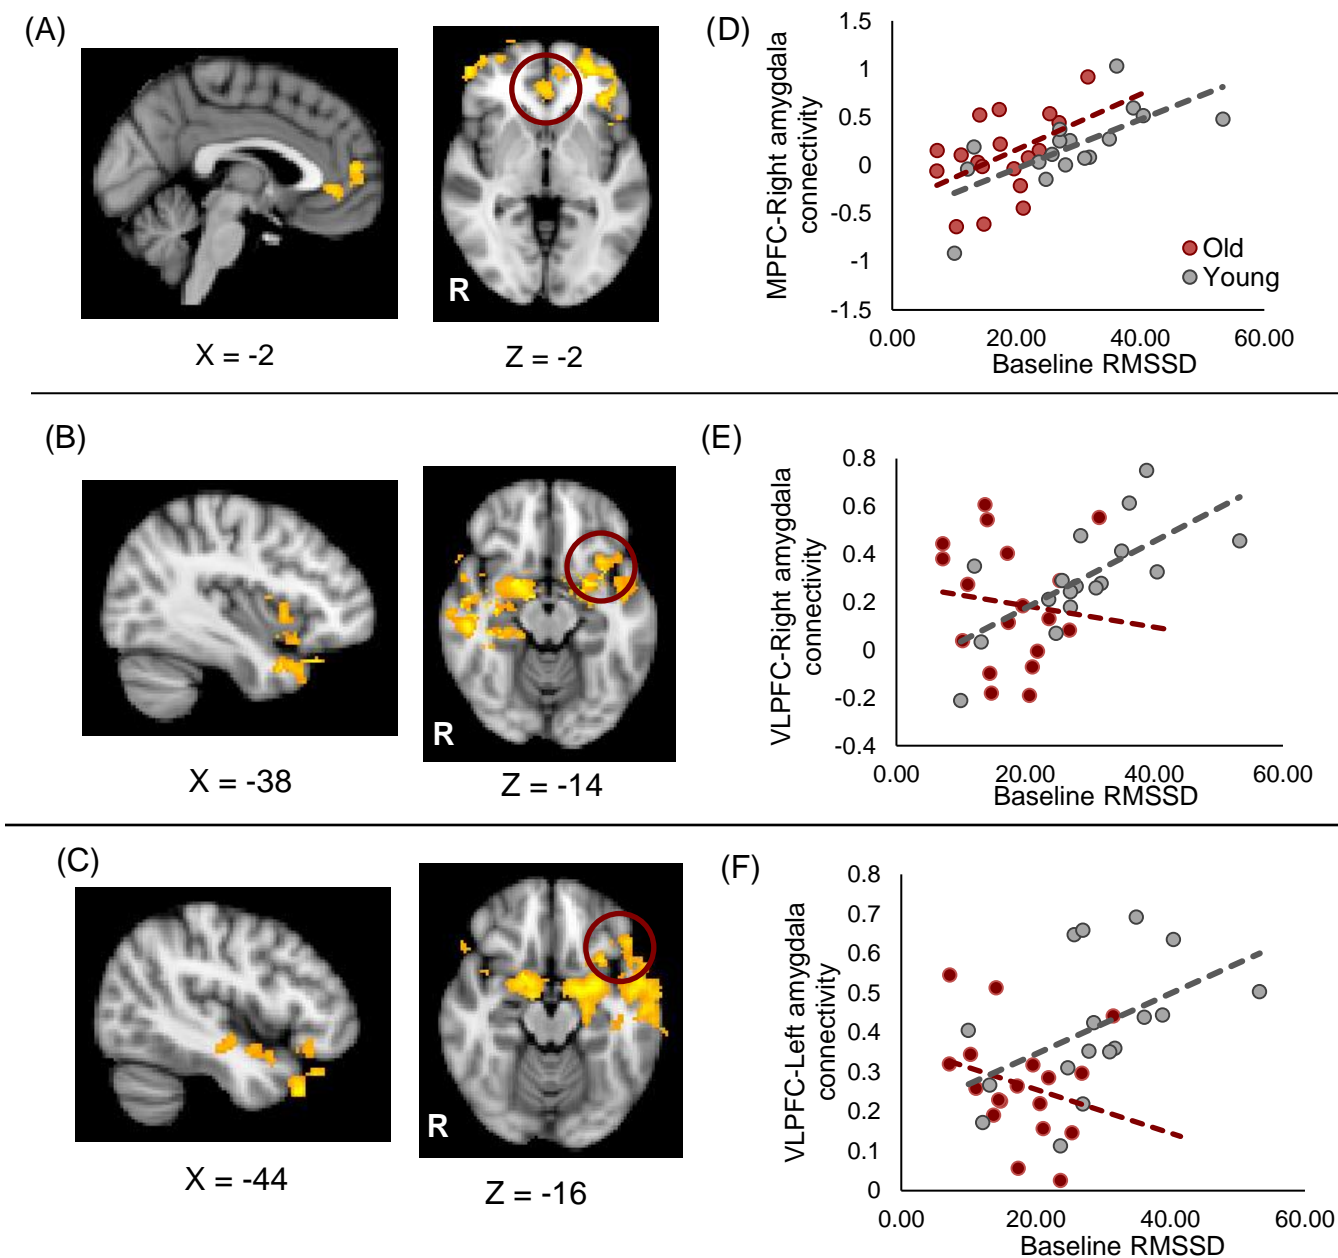 (A)
X = -2
R
Z = -2
(D)
MPFC-Right amygdala
connectivity
1.5
1
0.5
0
-0.5
-1
-1.5
0.00 20.00 40.00 60.00
Baseline RMSSD
Old
Young
(B)
X = -38
R
Z = -14
(E)
VLPFC-Right amygdala
connectivity
0.8
0.6
0.4
0.2
0
-0.2
-0.4
0.00 20.00 40.00 60.00
Baseline RMSSD
(C)
X = -44
R
Z = -16
(F)
VLPFC-Left amygdala
connectivity
0.8
0.7
0.6
0.5
0.4
0.3
0.2
0.1
0
0.00 20.00 40.00 60.00
Baseline RMSSD